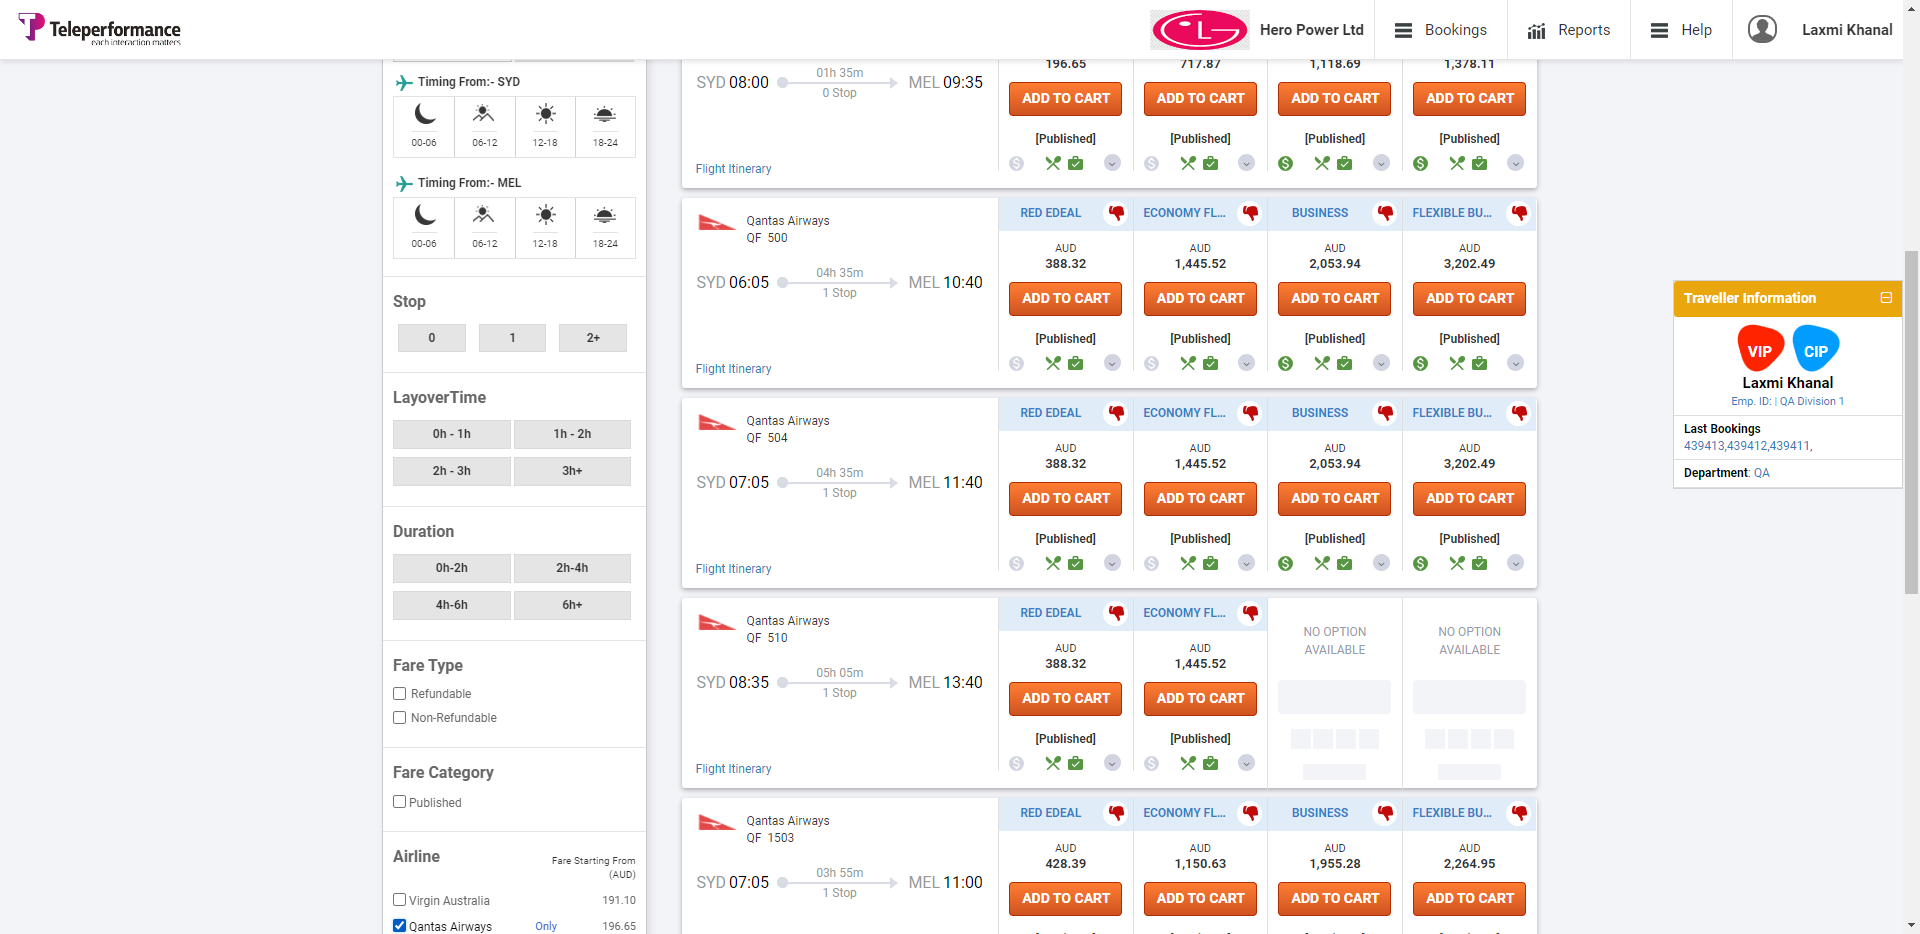 Teleperformance
each interaction matters
LG
Hero Power Ltd
Bookings
Reports
Help
Laxmi Khanal
Timing From:- SYD
00-06
06-12
12-18
18-24
Timing From:- MEL
00-06
06-12
12-18
18-24
Stop
0
1
2+
LayoverTime
0h - 1h
1h - 2h
2h - 3h
3h+
Duration
0h-2h
2h-4h
4h-6h
6h+
Fare Type
Refundable
Non-Refundable
Fare Category
Published
Airline
Fare Starting From
(AUD)
Virgin Australia 191.10
Qantas Airways Only 196.65
SYD 08:00
01h 35m
0 Stop
MEL 09:35
Flight Itinerary
196.65
ADD TO CART
[Published]
717.87
ADD TO CART
[Published]
1,118.69
ADD TO CART
[Published]
1,378.11
ADD TO CART
[Published]
Qantas Airways
QF 500
SYD 06:05
04h 35m
1 Stop
MEL 10:40
Flight Itinerary
RED EDEAL
AUD
388.32
ADD TO CART
[Published]
ECONOMY FL...
AUD
1,445.52
ADD TO CART
[Published]
BUSINESS
AUD
2,053.94
ADD TO CART
[Published]
FLEXIBLE BU...
AUD
3,202.49
ADD TO CART
[Published]
Qantas Airways
QF 504
SYD 07:05
04h 35m
1 Stop
MEL 11:40
Flight Itinerary
RED EDEAL
AUD
388.32
ADD TO CART
[Published]
ECONOMY FL...
AUD
1,445.52
ADD TO CART
[Published]
BUSINESS
AUD
2,053.94
ADD TO CART
[Published]
FLEXIBLE BU...
AUD
3,202.49
ADD TO CART
[Published]
Qantas Airways
QF 510
SYD 08:35
05h 05m
1 Stop
MEL 13:40
Flight Itinerary
RED EDEAL
AUD
388.32
ADD TO CART
[Published]
ECONOMY FL...
AUD
1,445.52
ADD TO CART
[Published]
NO OPTION
AVAILABLE
NO OPTION
AVAILABLE
Qantas Airways
QF 1503
SYD 07:05
03h 55m
1 Stop
MEL 11:00
RED EDEAL
AUD
428.39
ADD TO CART
ECONOMY FL...
AUD
1,150.63
ADD TO CART
BUSINESS
AUD
1,955.28
ADD TO CART
FLEXIBLE BU...
AUD
2,264.95
ADD TO CART
Traveller Information
VIP
CIP
Laxmi Khanal
Emp. ID: | QA Division 1
Last Bookings
439413,439412,439411,
Department: QA